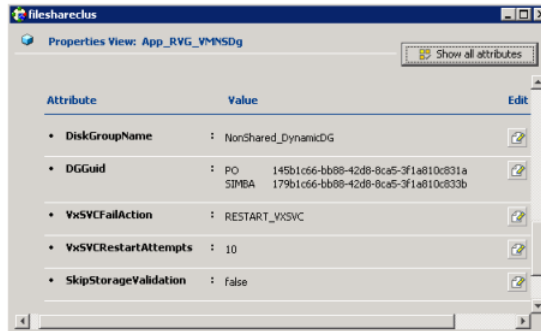 fileshareclus
Properties View: App_RVG_VMNSDg
Show all attributes
Attribute Value Edit
• DiskGroupName : NonShared_DynamicDG
• DGGuid : PO 145b1c66-bb88-42d8-8ca5-3f1a810c831a
SIMBA 179b1c66-bb88-42d8-8ca5-3f1a810c833b
• VxSVCFailAction : RESTART_VXSVC
• VxSVCRestartAttempts : 10
• SkipStorageValidation : false